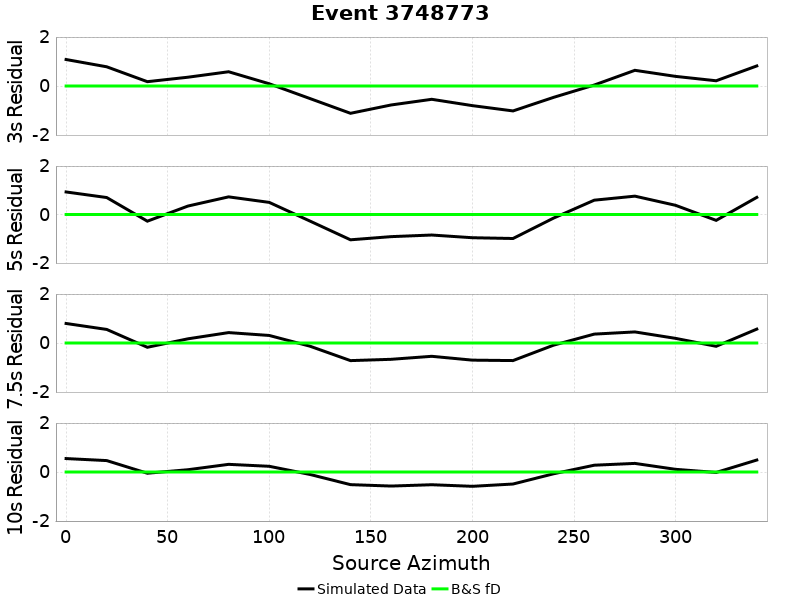 Event 3748773
3s Residual
2
0
-2
5s Residual
2
0
-2
7.5s Residual
2
0
-2
10s Residual
2
0
-2
0 50 100 150 200 250 300
Source Azimuth
Simulated Data B&S fD